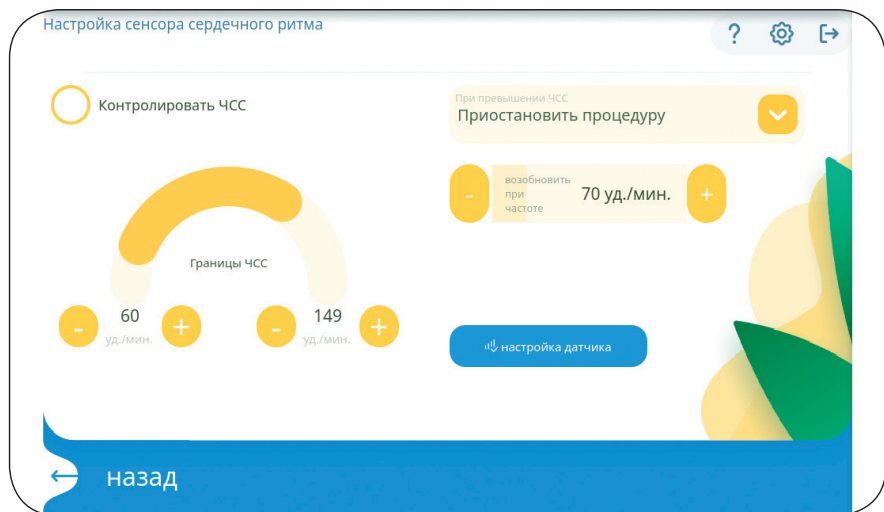 Настройка сенсора сердечного ритма
?
Контролировать ЧСС
При превышении ЧСС
Приостановить процедуру
- возобновить
при
частоте
70 уд./мин. +
Границы ЧСС
- 60 + - 149 +
уд./мин. уд./мин.
настройка датчика
← назад